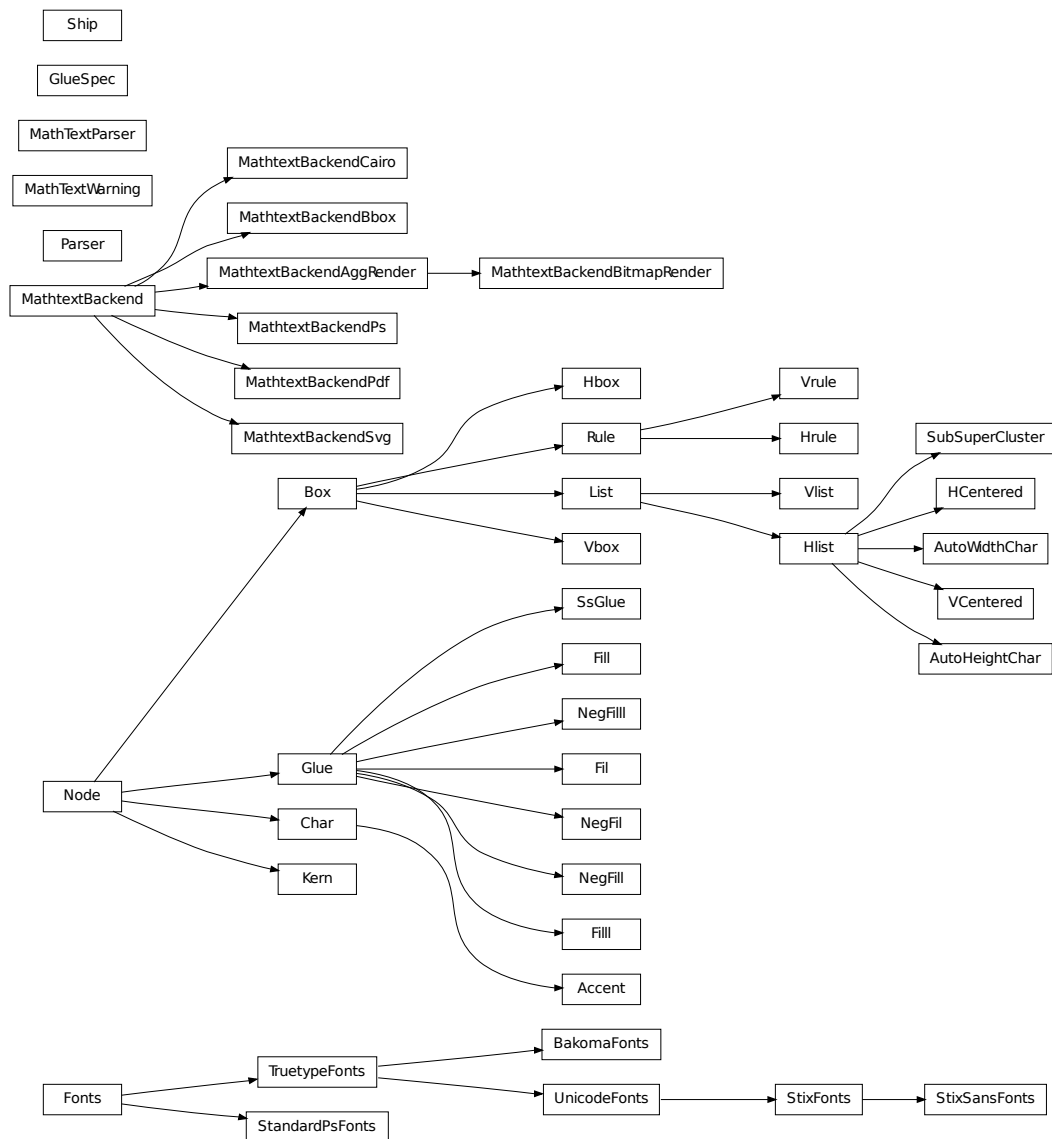 Ship
GlueSpec
MathTextParser
MathtextBackendCairo
MathTextWarning
MathtextBackendBbox
Parser
MathtextBackendAggRender
MathtextBackendBitmapRender
MathtextBackend
MathtextBackendPs
MathtextBackendPdf
Hbox
Vrule
MathtextBackendSvg
Rule
Hrule
SubSuperCluster
Box
List
Vlist
HCentered
Vbox
Hlist
AutoWidthChar
SsGlue
VCentered
Fill
AutoHeightChar
NegFilll
Glue
Fil
Node
Char
NegFil
Kern
NegFill
Filll
Accent
BakomaFonts
TruetypeFonts
Fonts
UnicodeFonts
StixFonts
StixSansFonts
StandardPsFonts